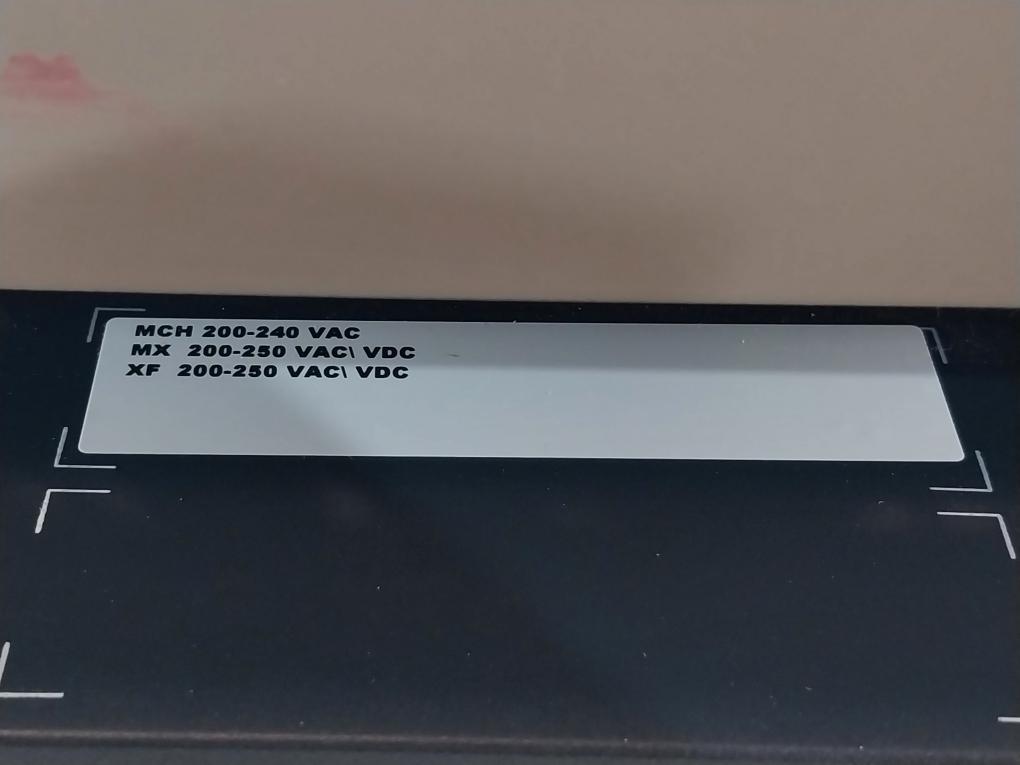 MCH 200-240 VAC
MX 200-250 VAC\ VDC
XF 200-250 VAC\ VDC